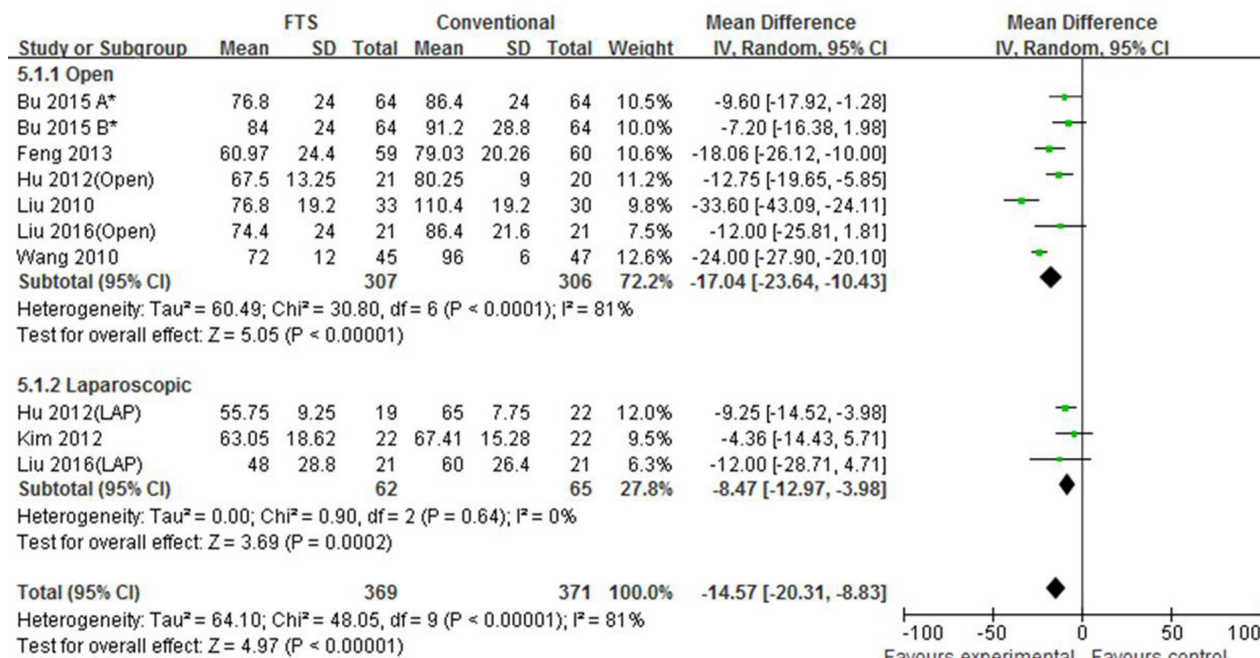 FTS Conventional Mean Difference Mean Difference
Study or Subgroup Mean SD Total Mean SD Total Weight IV, Random, 95% CI IV, Random, 95% CI
5.1.1 Open
Bu 2015 A* 76.8 24 64 86.4 24 64 10.5% -9.60 [-17.92, -1.28]
Bu 2015 B* 84 24 64 91.2 28.8 64 10.0% -7.20 [-16.38, 1.98]
Feng 2013 60.97 24.4 59 79.03 20.26 60 10.6% -18.06 [-26.12, -10.00]
Hu 2012(Open) 67.5 13.25 21 80.25 9 20 11.2% -12.75 [-19.65, -5.85]
Liu 2010 76.8 19.2 33 110.4 19.2 30 9.8% -33.60 [-43.09, -24.11]
Liu 2016(Open) 74.4 24 21 86.4 21.6 21 7.5% -12.00 [-25.81, 1.81]
Wang 2010 72 12 45 96 6 47 12.6% -24.00 [-27.90, -20.10]
Subtotal (95% CI) 307 306 72.2% -17.04 [-23.64, -10.43]
Heterogeneity: Tau² = 60.49; Chi² = 30.80, df = 6 (P < 0.0001); I² = 81%
Test for overall effect: Z = 5.05 (P < 0.00001)
5.1.2 Laparoscopic
Hu 2012(LAP) 55.75 9.25 19 65 7.75 22 12.0% -9.25 [-14.52, -3.98]
Kim 2012 63.05 18.62 22 67.41 15.28 22 9.5% -4.36 [-14.43, 5.71]
Liu 2016(LAP) 48 28.8 21 60 26.4 21 6.3% -12.00 [-28.71, 4.71]
Subtotal (95% CI) 62 65 27.8% -8.47 [-12.97, -3.98]
Heterogeneity: Tau² = 0.00; Chi² = 0.90, df = 2 (P = 0.64); I² = 0%
Test for overall effect: Z = 3.69 (P = 0.0002)
Total (95% CI) 369 371 100.0% -14.57 [-20.31, -8.83]
Heterogeneity: Tau² = 64.10; Chi² = 48.05, df = 9 (P < 0.00001); I² = 81%
Test for overall effect: Z = 4.97 (P < 0.00001)
-100 -50 0 50 100
Favours experimental Favours control